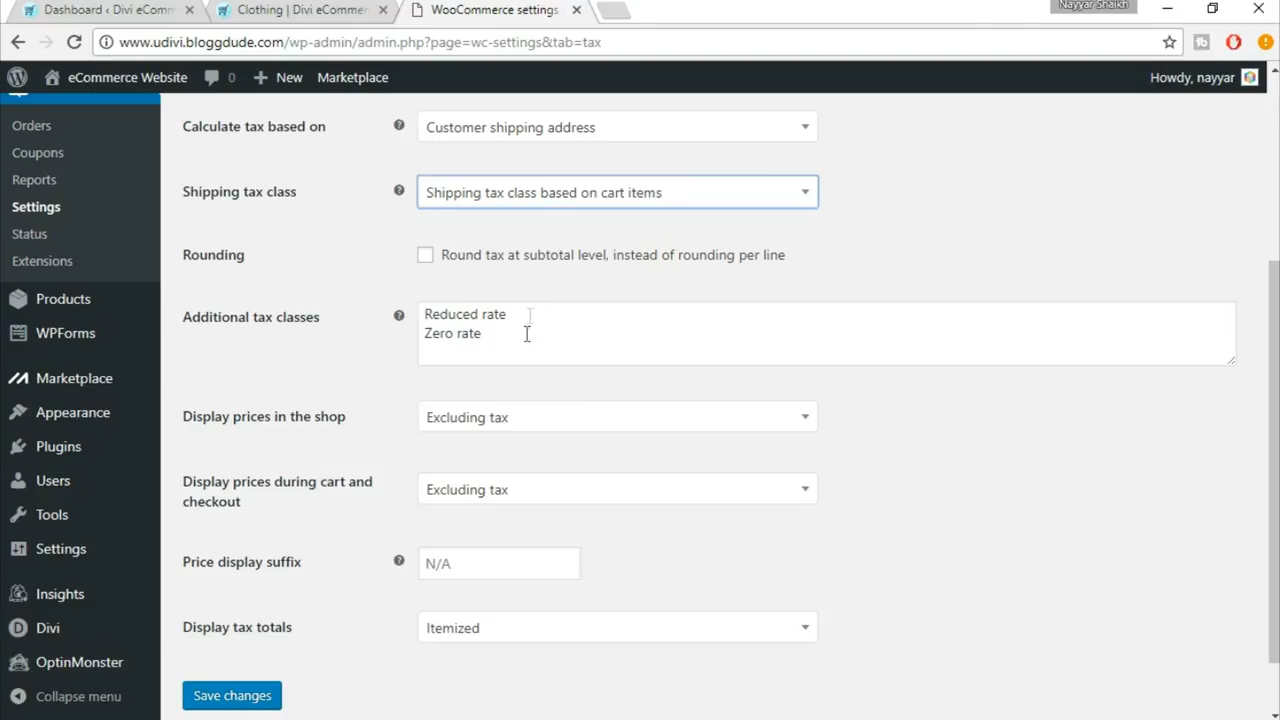 Dashboard ‹ Divi eComm
Clothing | Divi eCommer
WooCommerce settings
Nayyar Shaikh
www.udivi.bloggdude.com/wp-admin/admin.php?page=wc-settings&tab=tax
eCommerce Website
0
New
Marketplace
Howdy, nayyar
Orders
Coupons
Reports
Settings
Status
Extensions
Products
WPForms
Marketplace
Appearance
Plugins
Users
Tools
Settings
Insights
Divi
OptinMonster
Collapse menu
Calculate tax based on
Customer shipping address
Shipping tax class
Shipping tax class based on cart items
Rounding
Round tax at subtotal level, instead of rounding per line
Additional tax classes
Reduced rate
Zero rate
Display prices in the shop
Excluding tax
Display prices during cart and
checkout
Excluding tax
Price display suffix
N/A
Display tax totals
Itemized
Save changes